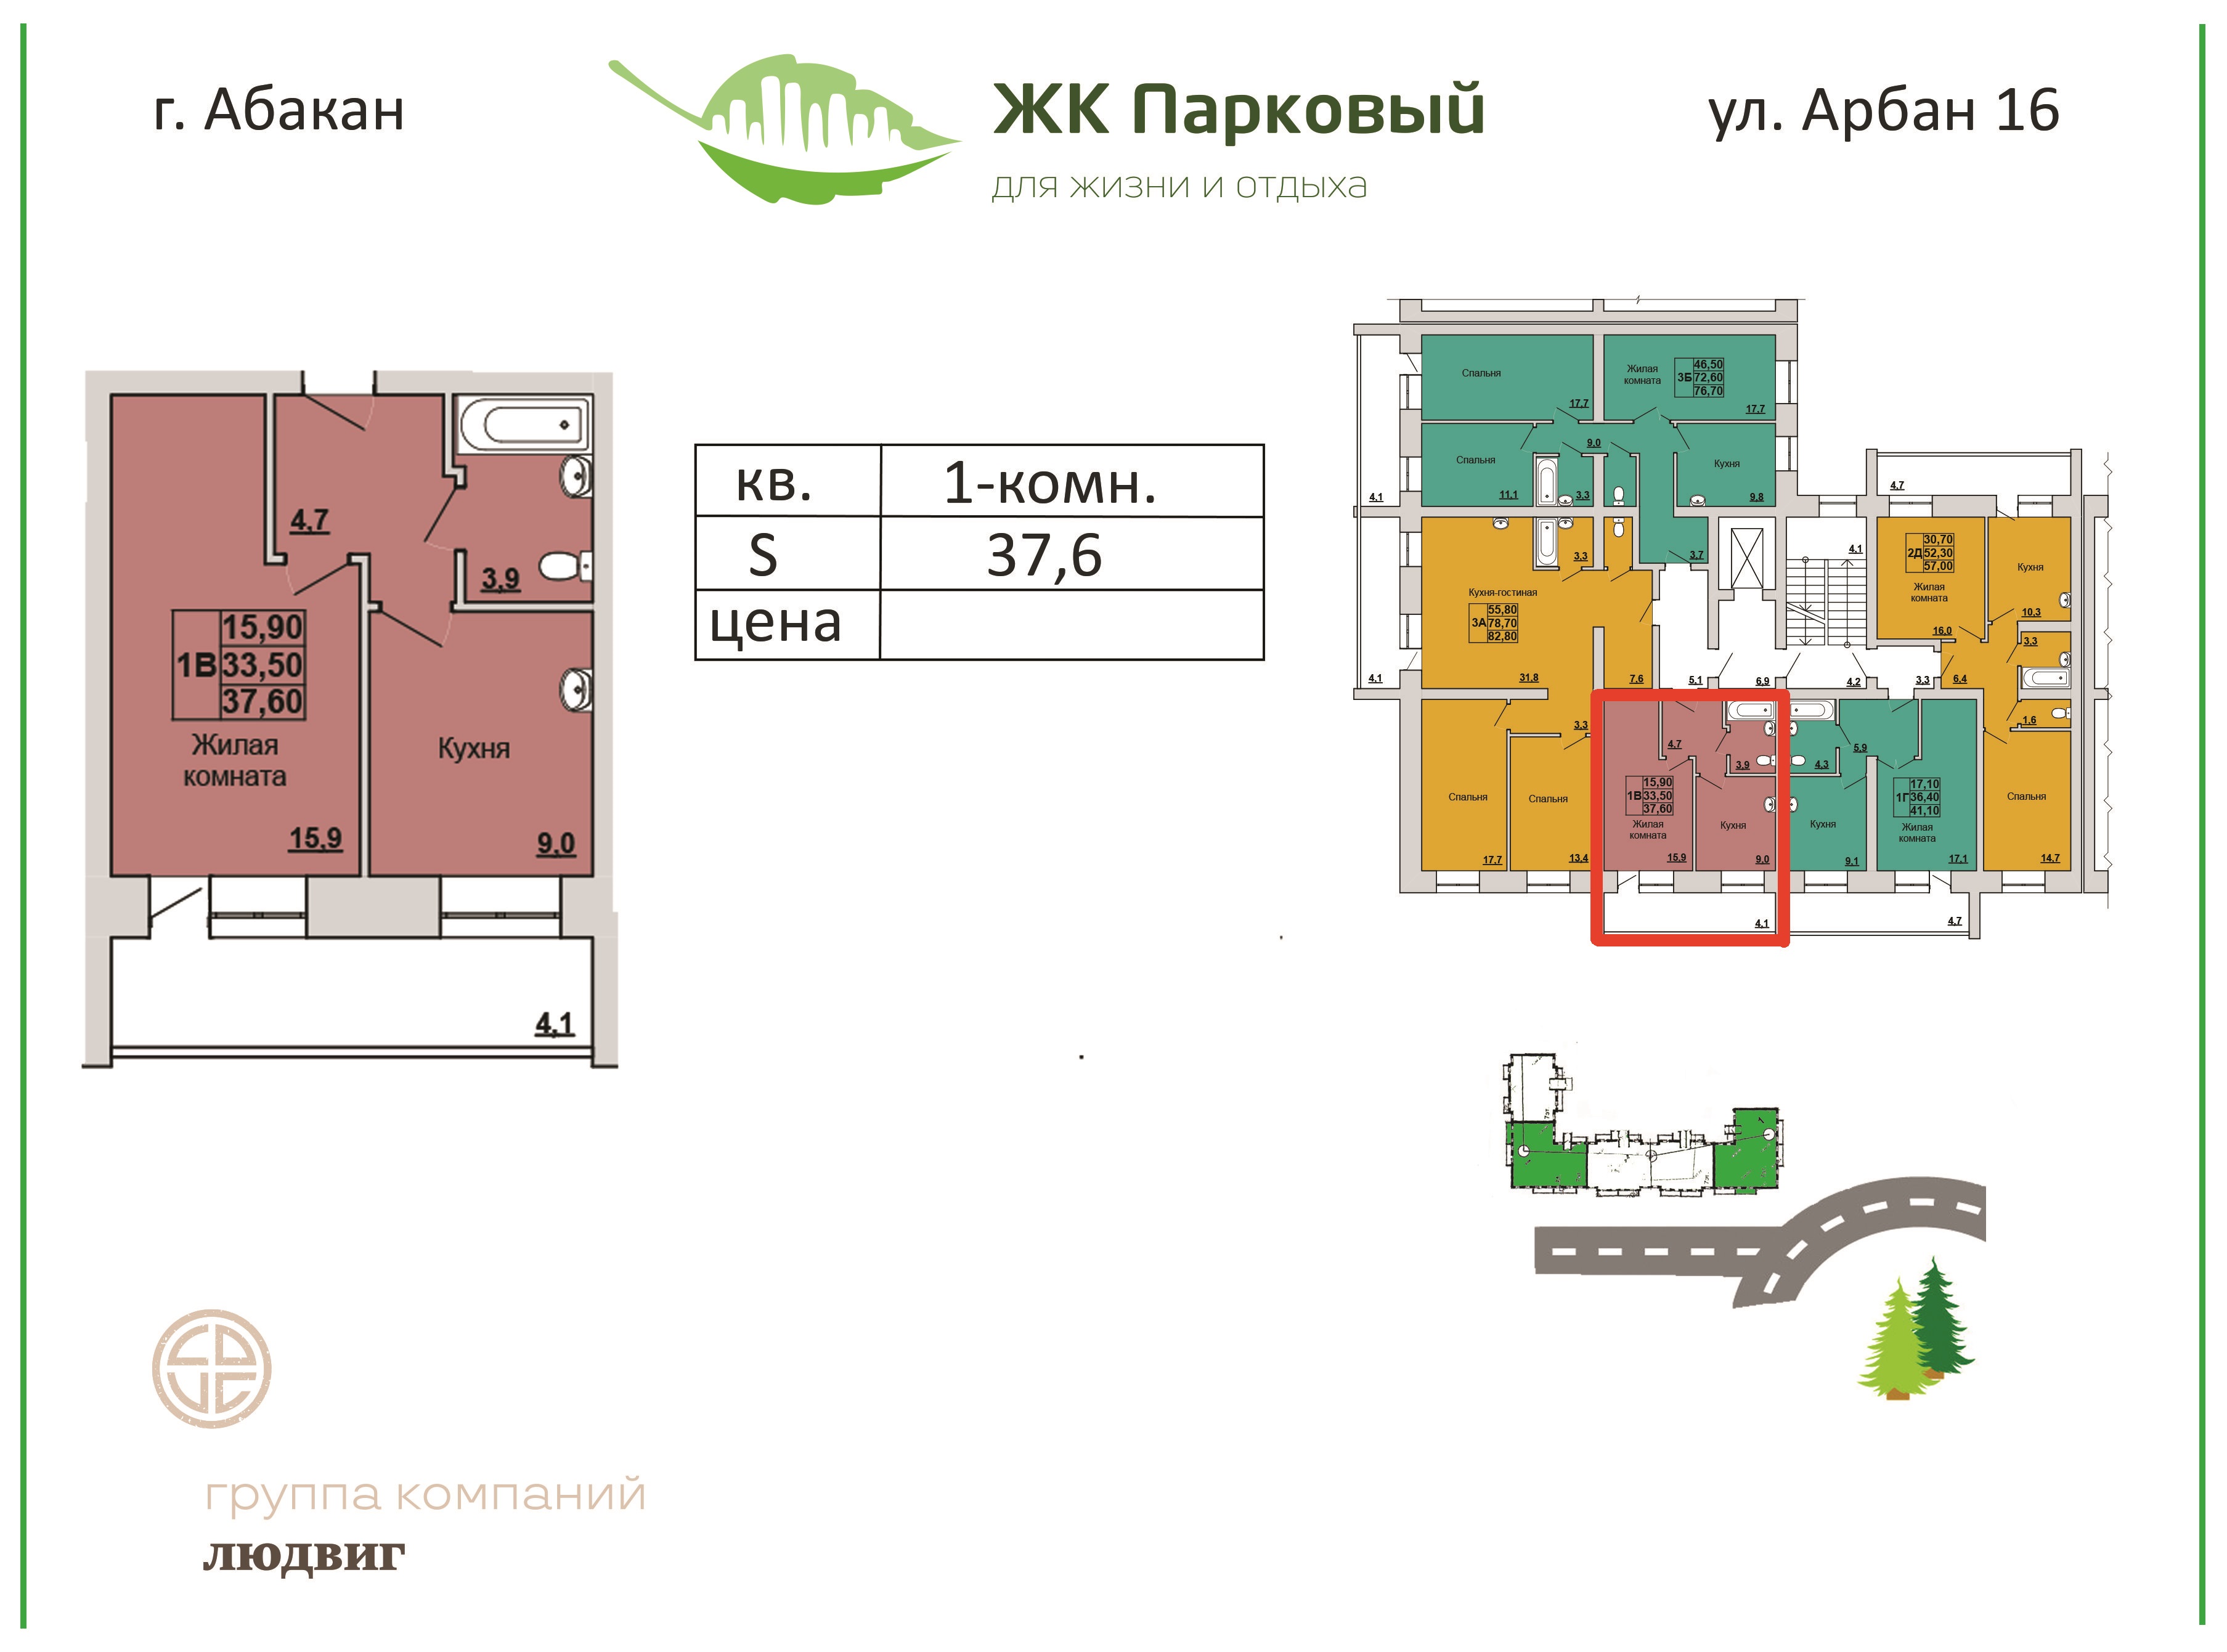 г. Абакан
ЖК Парковый
для жизни и отдыха
ул. Арбан 16
4,7
3,9
15,90
1В 33,50
37,60
Жилая
комната
15,9
Кухня
9,0
4,1
кв. 1-комн.
S 37,6
цена
Спальня
17,7
Жилая
комната
46,50
3Б 72,60
76,70
17,7
Спальня
11,1
9,0
3,3
Кухня
9,8
4,1
3,7
4,7
4,1
30,70
2Д 52,30
57,00
Жилая
комната
16,0
Кухня
10,3
3,3
Кухня-гостиная
55,80
3А 78,70
82,80
31,8
7,6
4,1
5,1
6,9
4,2
3,3
6,4
3,3
1,6
3,3
Спальня
17,7
Спальня
13,4
4,7
3,9
15,90
1В 33,50
37,60
Жилая
комната
15,9
Кухня
9,0
4,1
4,3
5,9
Кухня
9,1
17,10
1Г 36,40
41,10
Жилая
комната
17,1
4,7
Спальня
14,7
группа компаний
людвиг